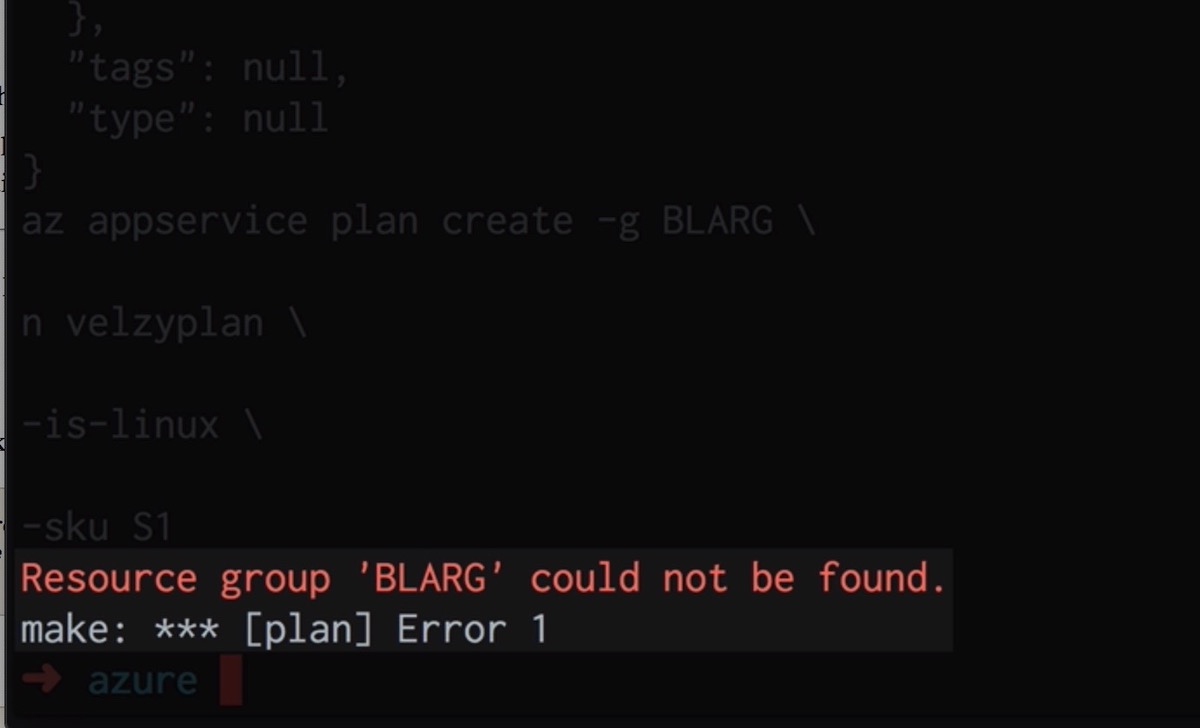 },
"tags": null,
"type": null
}
az appservice plan create -g BLARG \
n velzyplan \
-is-linux \
-sku S1
Resource group 'BLARG' could not be found.
make: *** [plan] Error 1
➜ azure